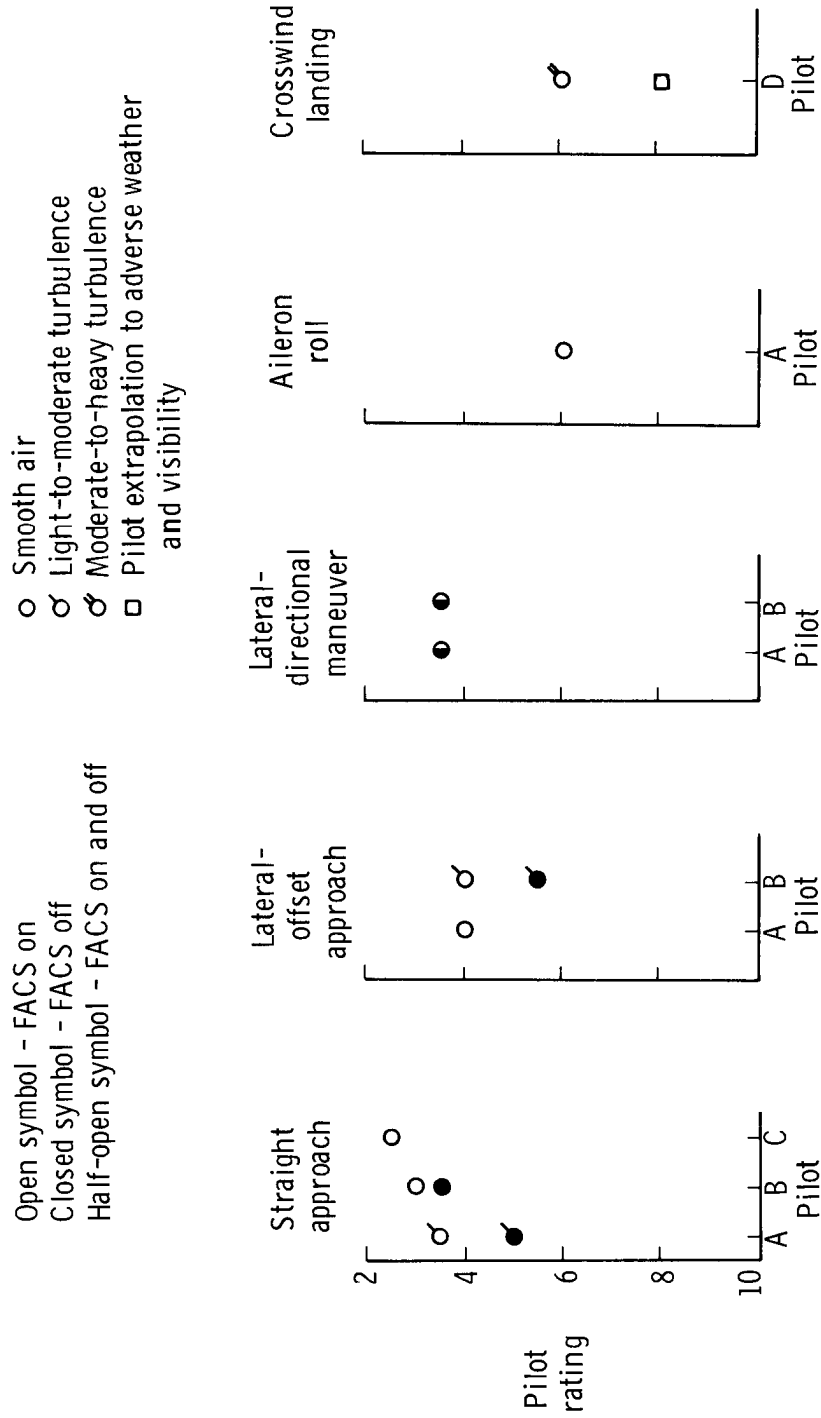 Open symbol - FACS on
Closed symbol - FACS off
Half-open symbol - FACS on and off
Smooth air
Light-to-moderate turbulence
Moderate-to-heavy turbulence
Pilot extrapolation to adverse weather
and visibility
Straight
approach
Lateral-
offset
approach
Lateral-
directional
maneuver
Aileron
roll
Crosswind
landing
Pilot
rating
2
4
6
8
10
A B C
Pilot
A B
Pilot
A B
Pilot
A
Pilot
D
Pilot